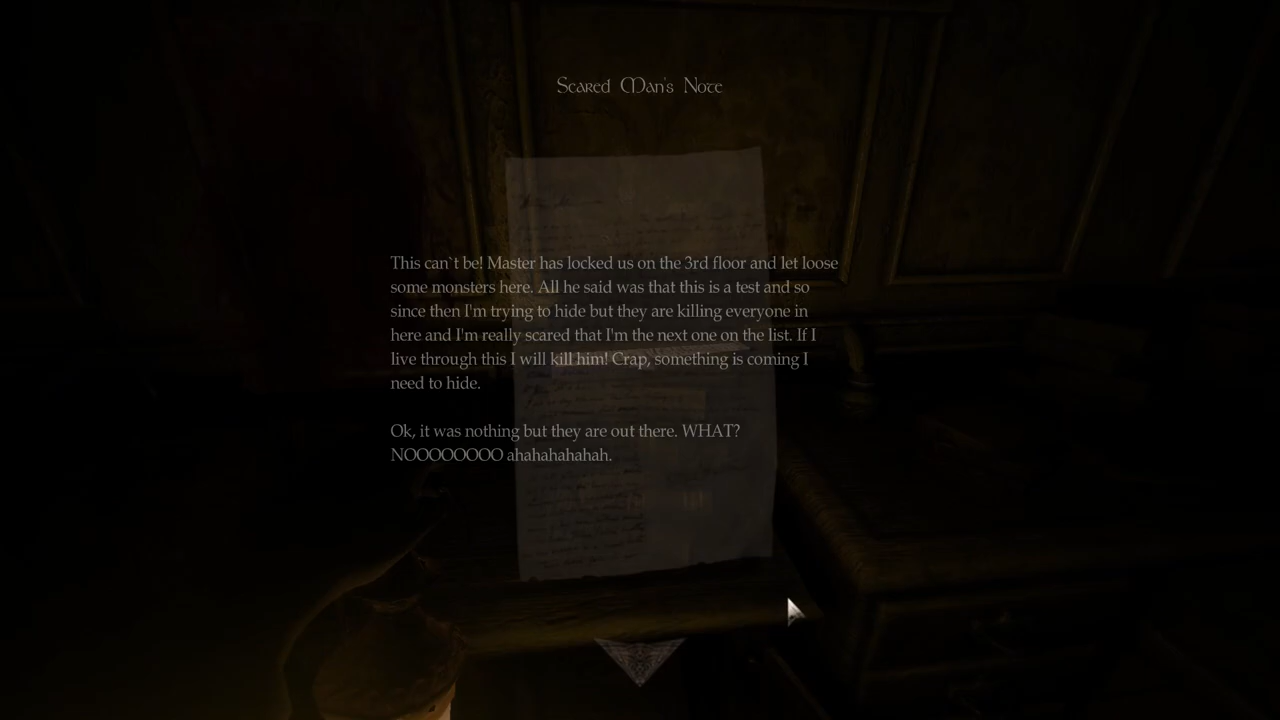 Scared Man's Note
This can`t be! Master has locked us on the 3rd floor and let loose
some monsters here. All he said was that this is a test and so
since then I'm trying to hide but they are killing everyone in
here and I'm really scared that I'm the next one on the list. If I
live through this I will kill him! Crap, something is coming I
need to hide.
Ok, it was nothing but they are out there. WHAT?
NOOOOOOOO ahahahahahah.